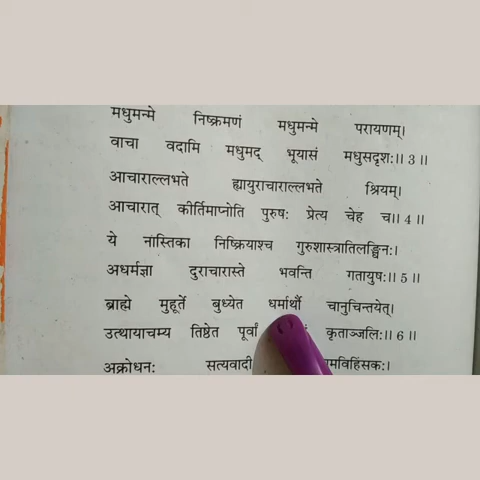 मधुमन्मे निष्क्रमणं मधुमन्मे परायणम्।
वाचा वदामि मधुमद् भूयासं मधुसदृशः।। 3 ।।
आचाराल्लभते ह्यायुराचाराल्लभते श्रियम्।
आचारात् कीर्तिमाप्नोति पुरुषः प्रेत्य चेह च।। 4 ।।
ये नास्तिका निष्क्रियाश्च गुरुशास्त्रातिलङ्घिनः।
अधर्मज्ञा दुराचारास्ते भवन्ति गतायुषः।। 5 ।।
ब्राह्मे मुहूर्ते बुध्येत धर्मार्थौ चानुचिन्तयेत्।
उत्थायाचम्य तिष्ठेत पूर्वां कृताञ्जलिः।। 6 ।।
अक्रोधनः सत्यवादी